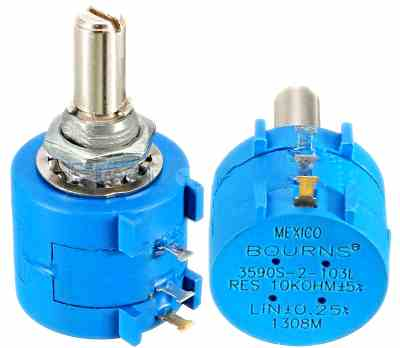 MEXICO
BOURNS®
3590S-2-103L
RES 10KOHM±5%
LIN±0.25%
1308M